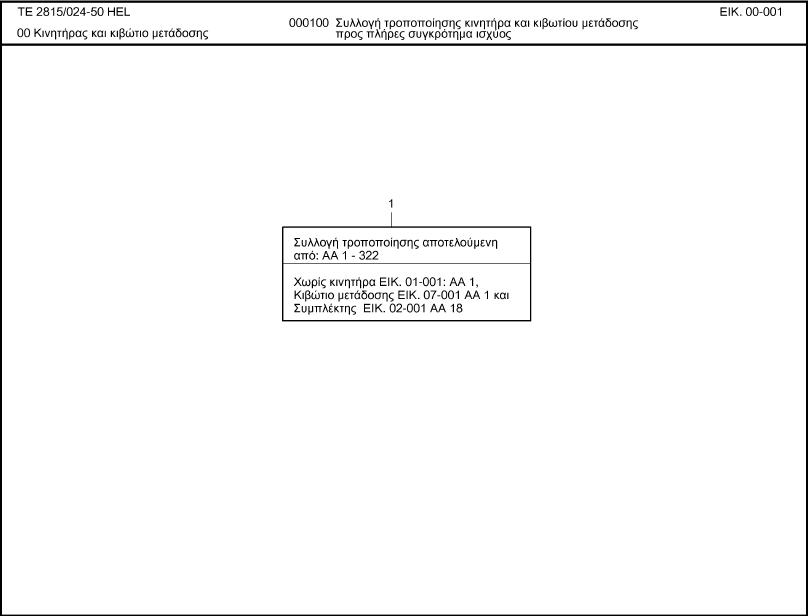 TE 2815/024-50 HEL
00 Κινητήρας και κιβώτιο μετάδοσης
000100 Συλλογή τροποποίησης κινητήρα και κιβωτίου μετάδοσης
προς πλήρες συγκρότημα ισχύος
ΕΙΚ. 00-001
1
Συλλογή τροποποίησης αποτελούμενη
από: ΑΑ 1 - 322
Χωρίς κινητήρα ΕΙΚ. 01-001: ΑΑ 1,
Κιβώτιο μετάδοσης ΕΙΚ. 07-001 ΑΑ 1 και
Συμπλέκτης ΕΙΚ. 02-001 ΑΑ 18